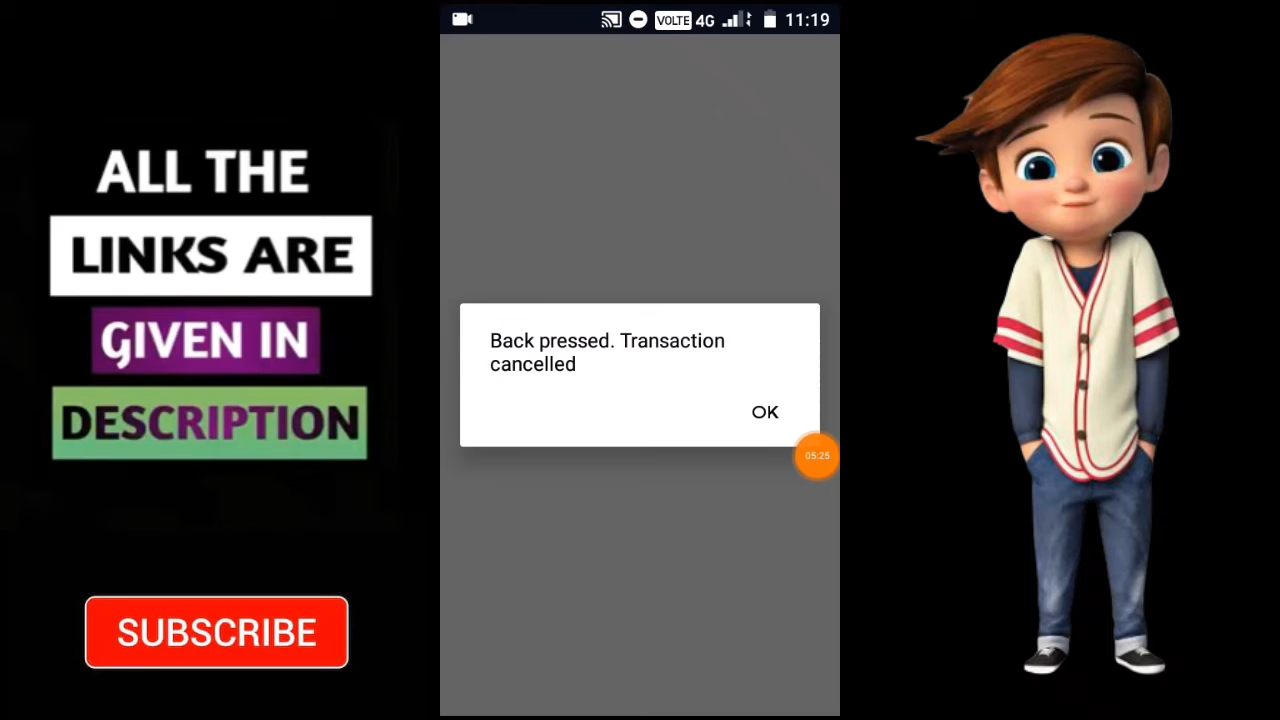 ALL THE
LINKS ARE
GIVEN IN
DESCRIPTION
SUBSCRIBE
VOLTE 4G 11:19
Back pressed. Transaction
cancelled
OK
05:25